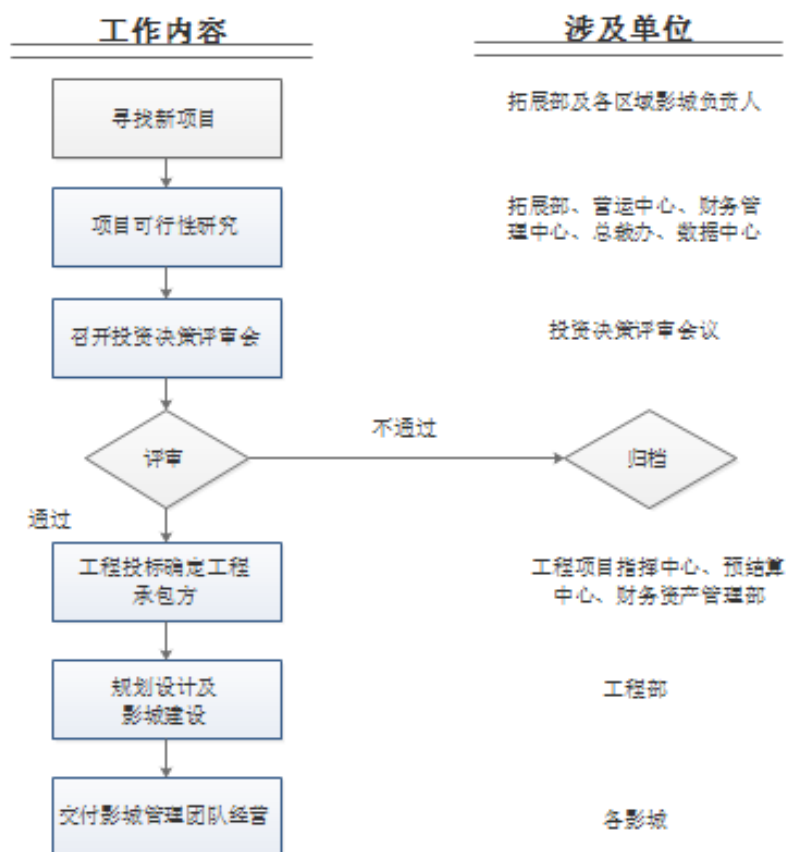 工作内容
涉及单位
寻找新项目
拓展部及各区域影城负责人
项目可行性研究
拓展部、营运中心、财务管
理中心、总裁办、数据中心
召开投资决策评审会
投资决策评审会议
评审
不通过
归档
通过
工程投标确定工程
承包方
工程项目指挥中心、预结算
中心、财务资产管理部
规划设计及
影城建设
工程部
交付影城管理团队经营
各影城